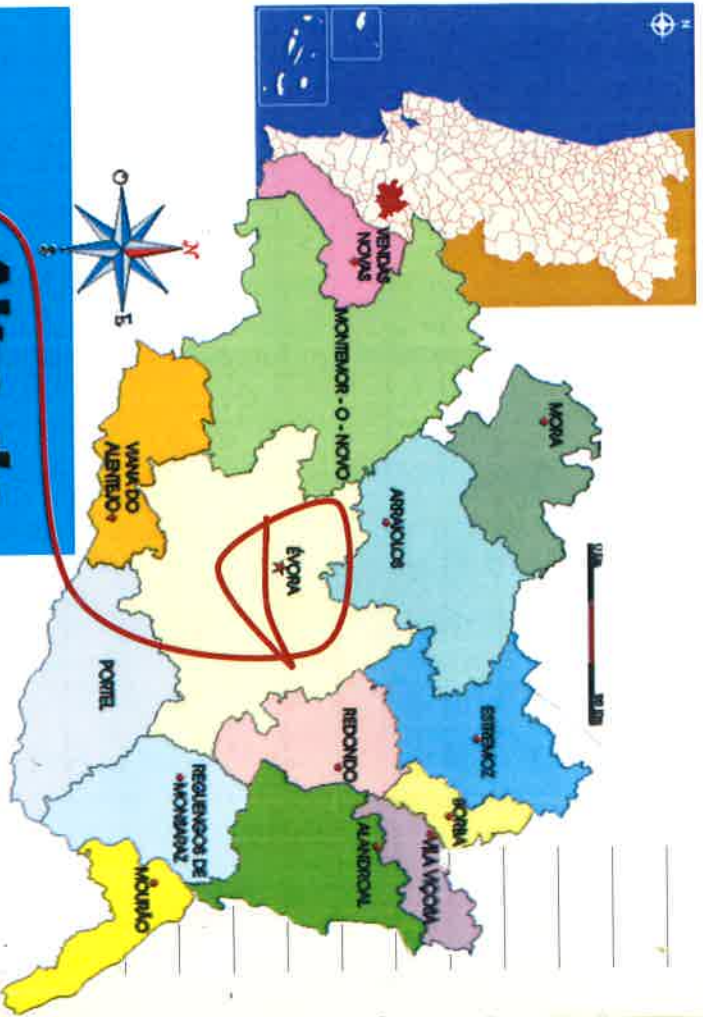 N
VENDAS
NOVAS
MONTEMOR - O - NOVO
MORA
ARRAIOLOS
ÉVORA
VIANA DO
ALENTEJO
PORTEL
ESTREMOZ
REDONDO
BORBA
VILA VIÇOSA
ALANDROAL
REGUENGOS DE
MONSARAZ
MOURÃO
N
O
E